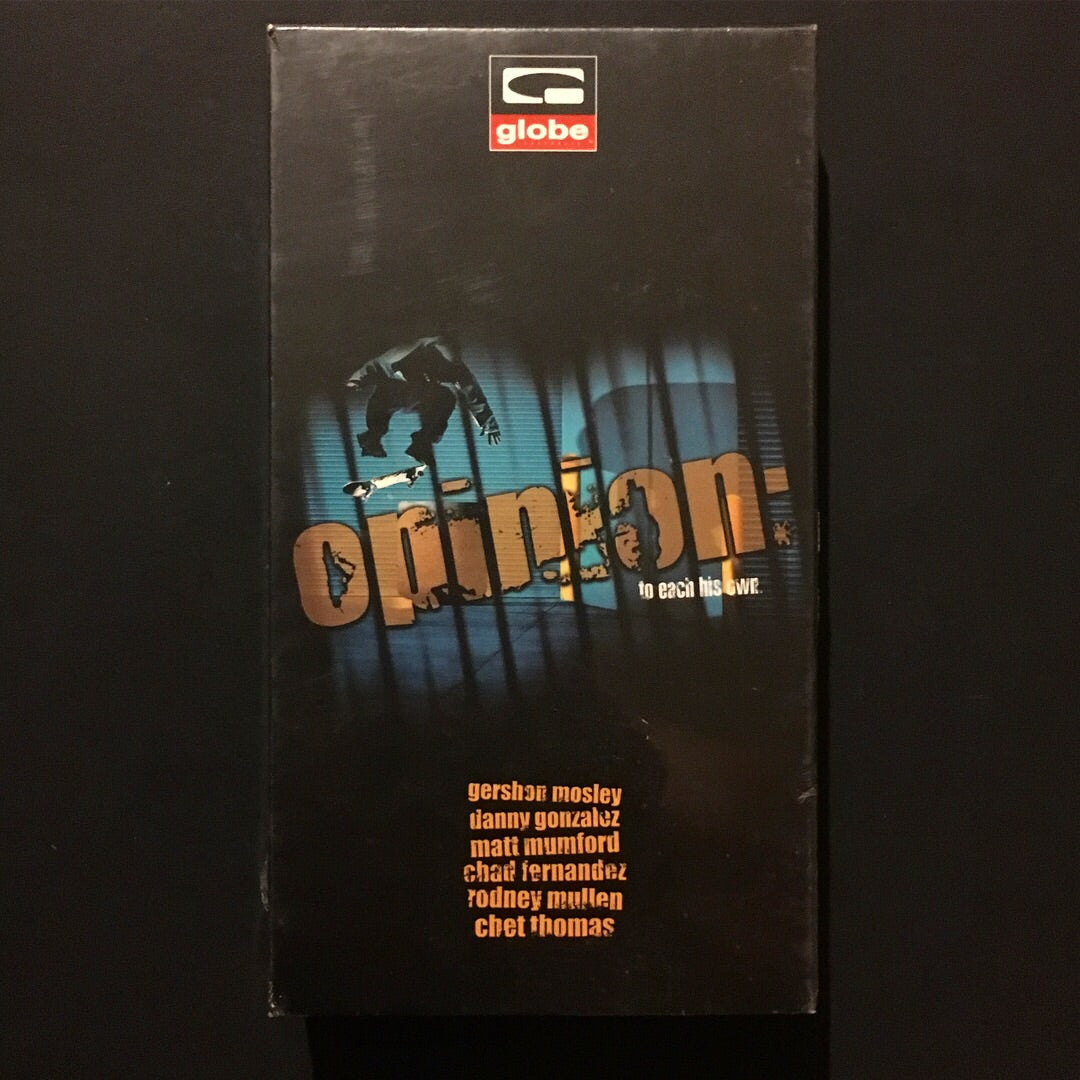 globe
opinion.
to each his own.
gershon mosley
danny gonzalez
matt mumford
chad fernandez
rodney mullen
chet thomas